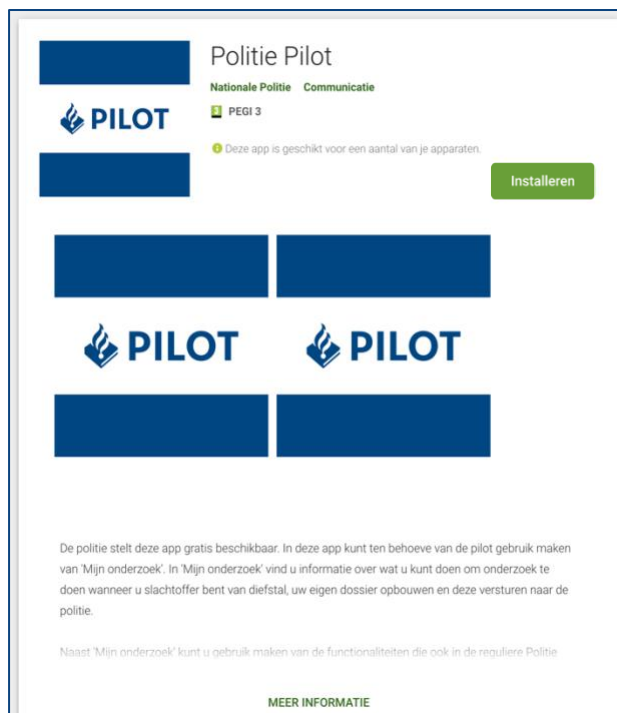 Politie Pilot
Nationale Politie Communicatie
PILOT
3 PEGI 3
Deze app is geschikt voor een aantal van je apparaten.
Installeren
PILOT PILOT
De politie stelt deze app gratis beschikbaar. In deze app kunt ten behoeve van de pilot gebruik maken
van 'Mijn onderzoek'. In 'Mijn onderzoek' vind u informatie over wat u kunt doen om onderzoek te
doen wanneer u slachtoffer bent van diefstal, uw eigen dossier opbouwen en deze versturen naar de
politie.
Naast 'Mijn onderzoek' kunt u gebruik maken van de functionaliteiten die ook in de reguliere Politie
MEER INFORMATIE